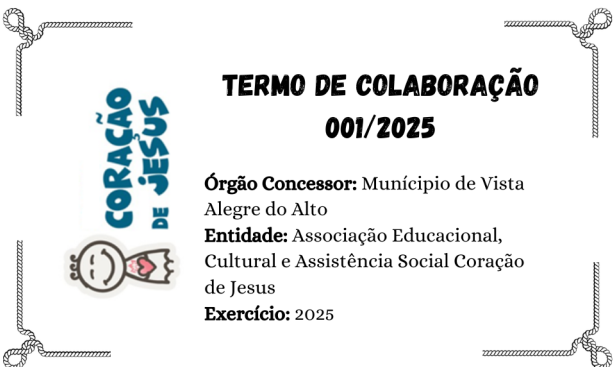 CORAÇÃO
DE JESUS
TERMO DE COLABORAÇÃO
001/2025
Órgão Concessor: Munícipio de Vista
Alegre do Alto
Entidade: Associação Educacional,
Cultural e Assistência Social Coração
de Jesus
Exercício: 2025